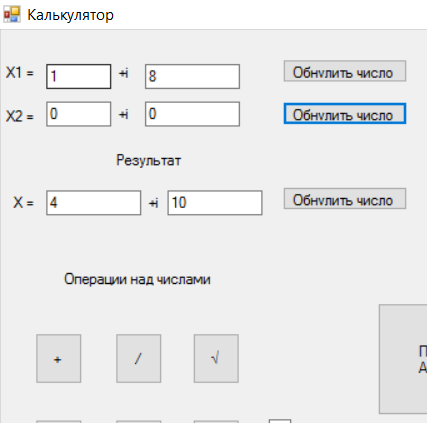 Калькулятор
X1 = 1 +i 8 Обнулить число
X2 = 0 +i 0 Обнулить число
Результат
X = 4 +i 10 Обнулить число
Операции над числами
+ / √
П
А